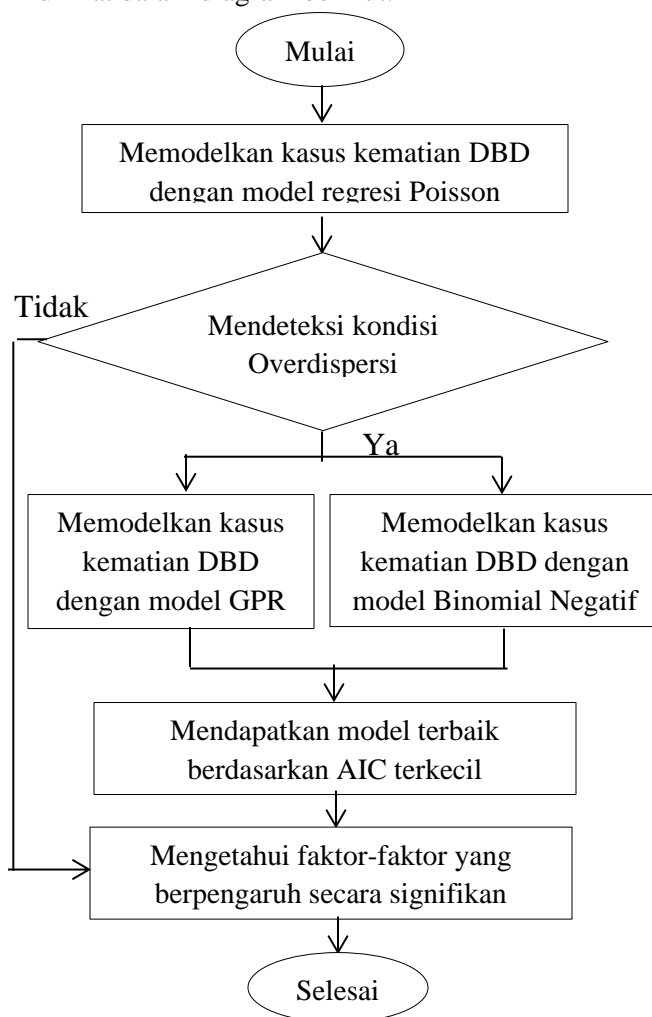 Mulai
Memodelkan kasus kematian DBD
dengan model regresi Poisson
Tidak
Mendeteksi kondisi
Overdispersi
Ya
Memodelkan kasus
kematian DBD
dengan model GPR
Memodelkan kasus
kematian DBD dengan
model Binomial Negatif
Mendapatkan model terbaik
berdasarkan AIC terkecil
Mengetahui faktor-faktor yang
berpengaruh secara signifikan
Selesai